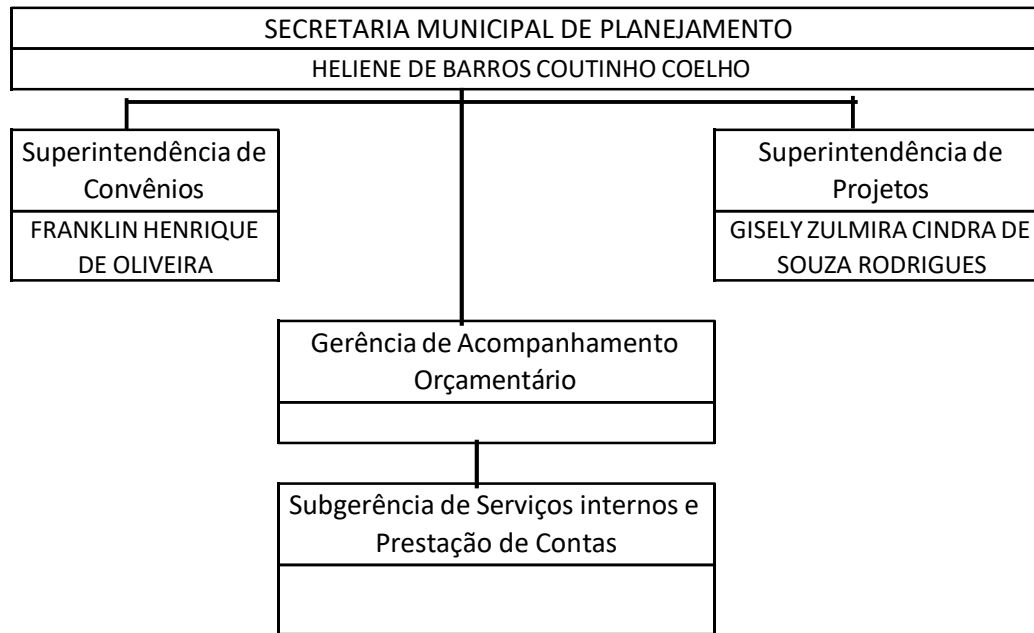 SECRETARIA MUNICIPAL DE PLANEJAMENTO
HELIENE DE BARROS COUTINHO COELHO
Superintendência de
Convênios
FRANKLIN HENRIQUE
DE OLIVEIRA
Superintendência de
Projetos
GISELY ZULMIRA CINDRA DE
SOUZA RODRIGUES
Gerência de Acompanhamento
Orçamentário
Subgerência de Serviços internos e
Prestação de Contas